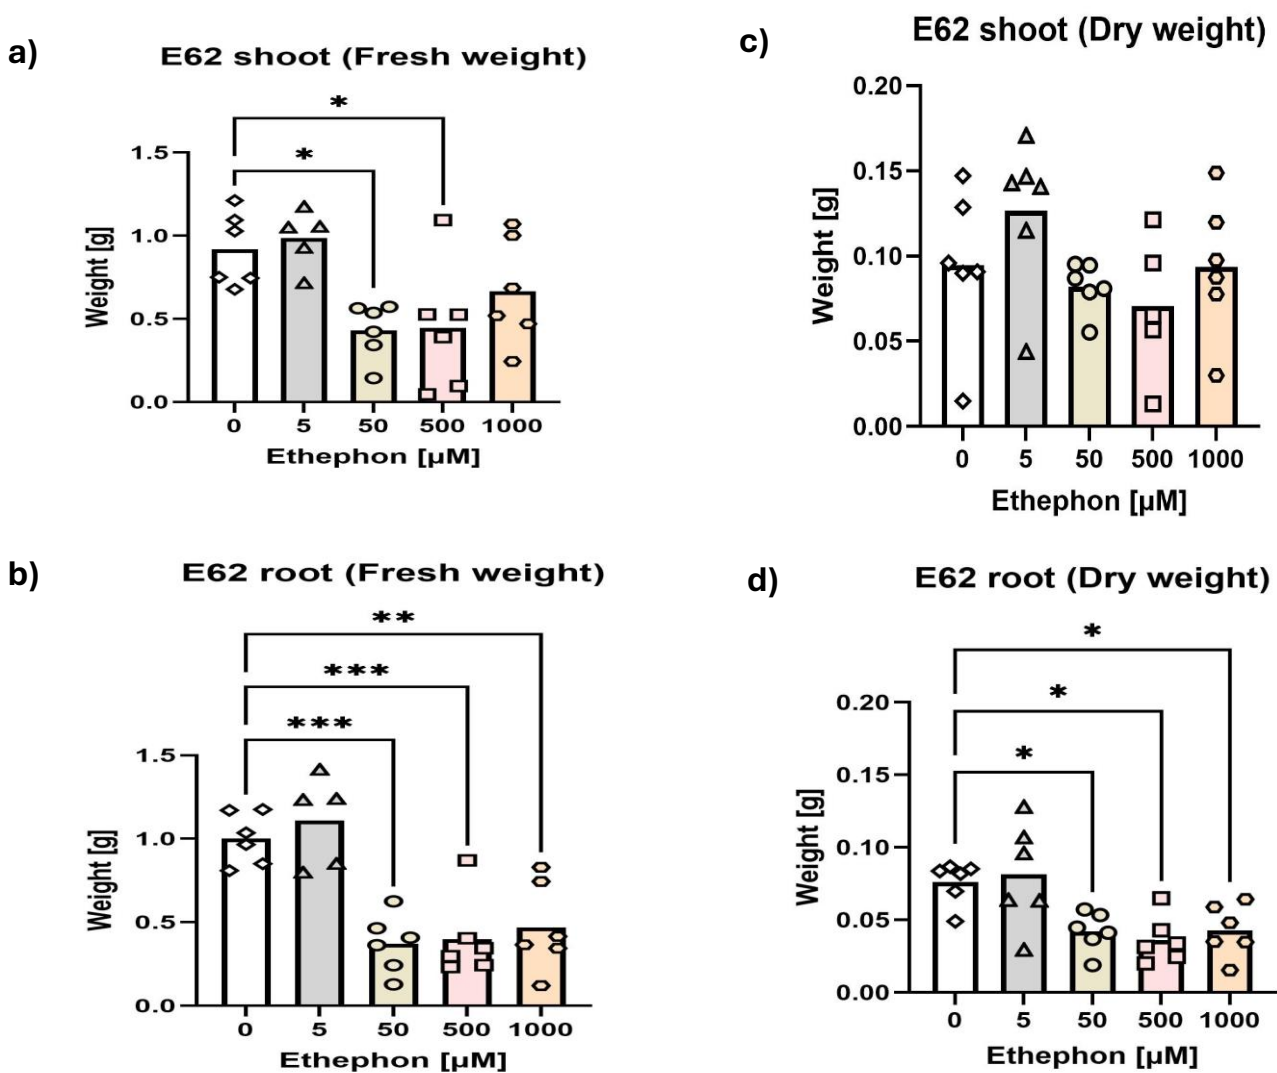 a)
E62 shoot (Fresh weight)
*
*
Weight [g]
1.5
1.0
0.5
0.0
0 5 50 500 1000
Ethephon [µM]
c)
E62 shoot (Dry weight)
Weight [g]
0.20
0.15
0.10
0.05
0.00
0 5 50 500 1000
Ethephon [µM]
b)
E62 root (Fresh weight)
**
***
***
Weight [g]
1.5
1.0
0.5
0.0
0 5 50 500 1000
Ethephon [µM]
d)
E62 root (Dry weight)
*
*
*
Weight [g]
0.20
0.15
0.10
0.05
0.00
0 5 50 500 1000
Ethephon [µM]